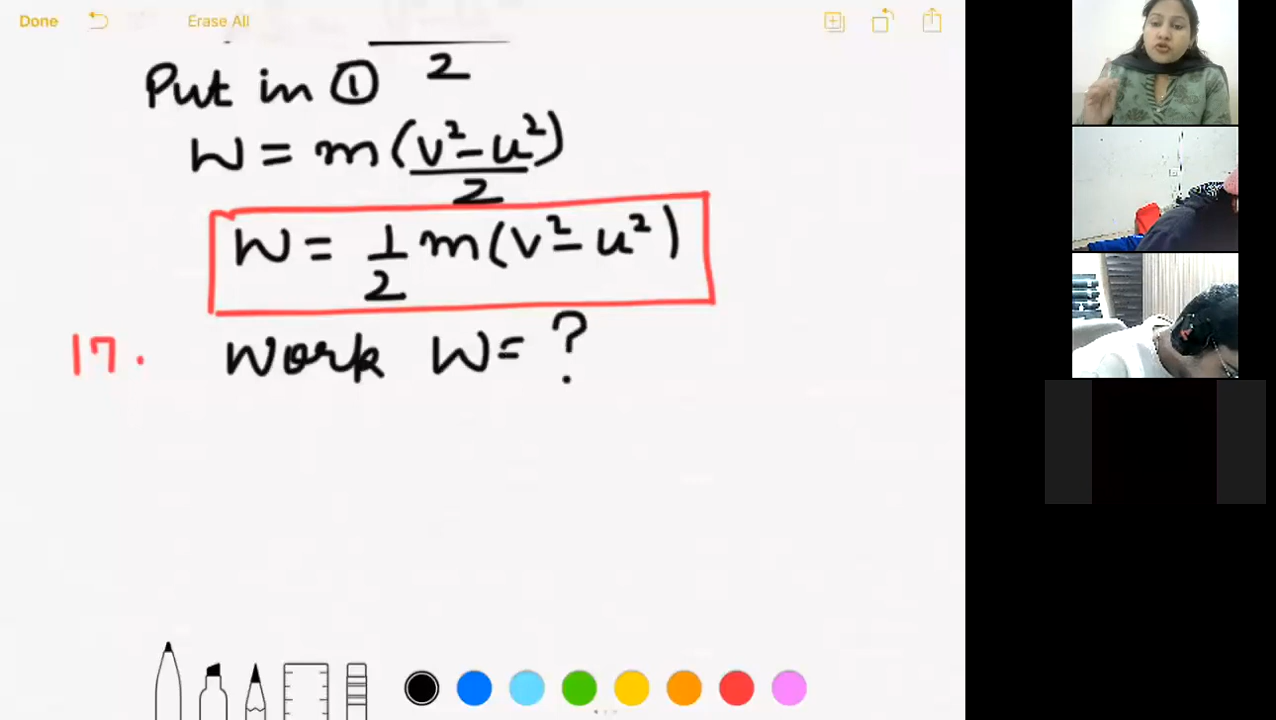 Done Erase All
2
Put in ①
W = m(v²-u²)
2
W = 1/2 m(v²-u²)
17. Work W = ?